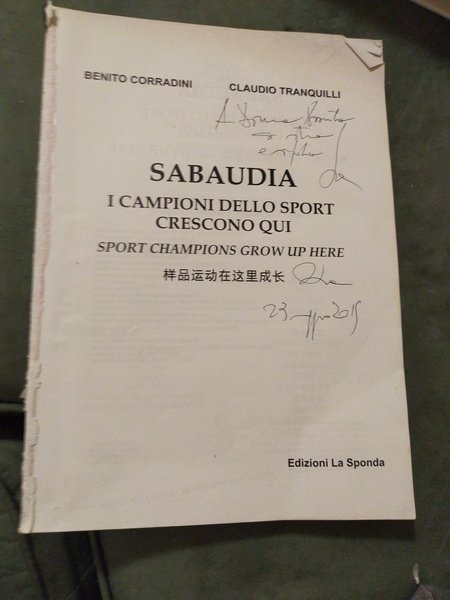 BENITO CORRADINI
CLAUDIO TRANQUILLI
A
SABAUDIA
I CAMPIONI DELLO SPORT
CRESCONO QUI
SPORT CHAMPIONS GROW UP HERE
样品运动在这里成长
23
Edizioni La Sponda